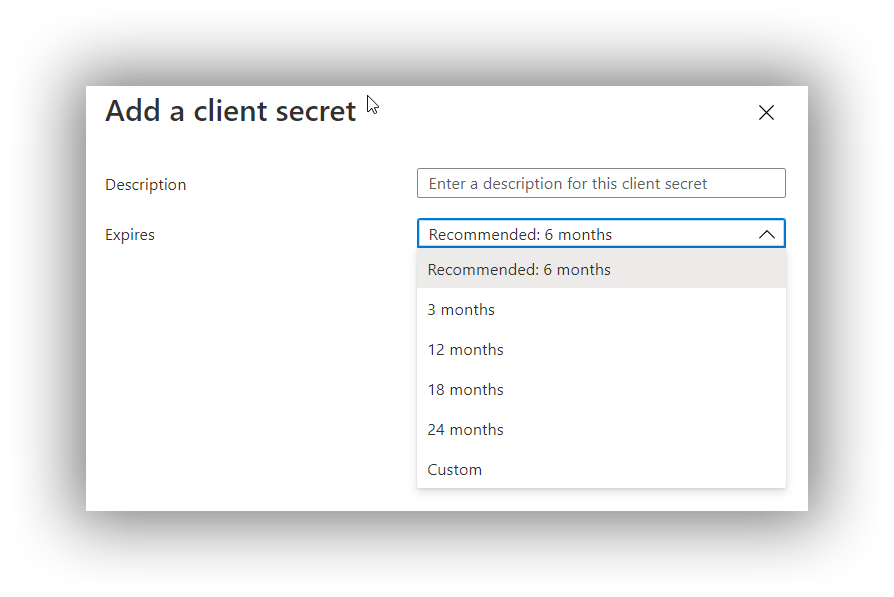 Add a client secret
Description
Enter a description for this client secret
Expires
Recommended: 6 months
Recommended: 6 months
3 months
12 months
18 months
24 months
Custom